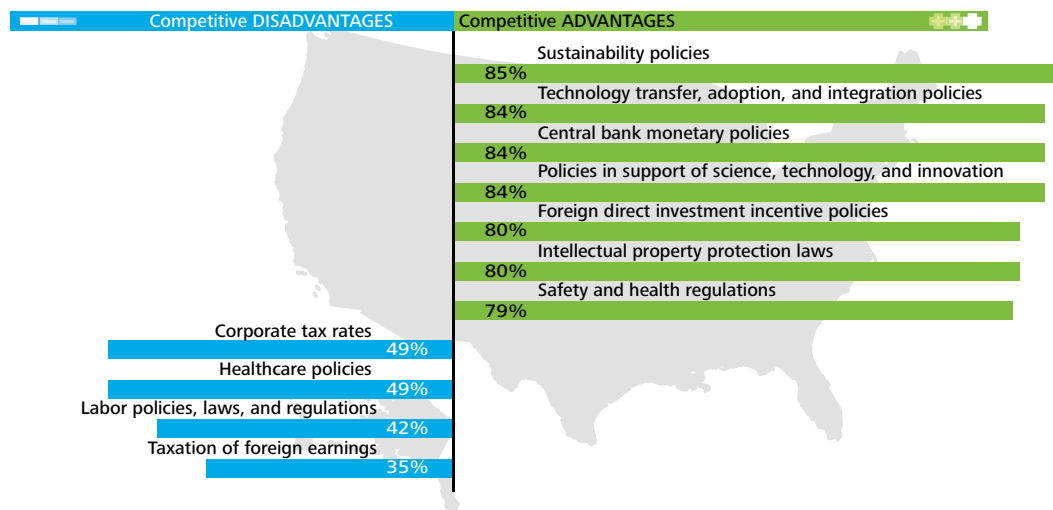 Competitive DISADVANTAGES
Competitive ADVANTAGES
Sustainability policies
85%
Technology transfer, adoption, and integration policies
84%
Central bank monetary policies
84%
Policies in support of science, technology, and innovation
84%
Foreign direct investment incentive policies
80%
Intellectual property protection laws
80%
Safety and health regulations
79%
Corporate tax rates
49%
Healthcare policies
49%
Labor policies, laws, and regulations
42%
Taxation of foreign earnings
35%